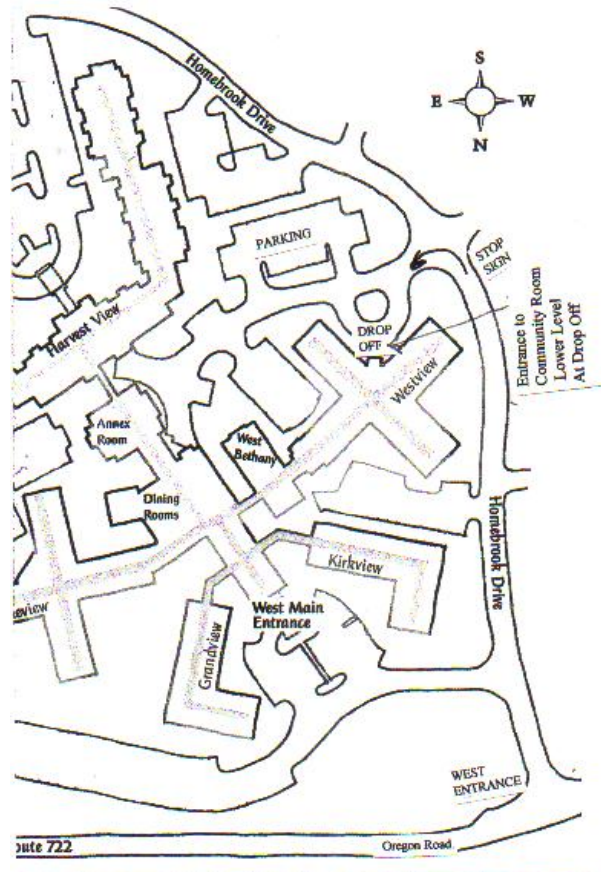 S
E W
N
Homebrook Drive
PARKING
STOP
SIGN
Entrance to
Community Room
Lower Level
At Drop Off
DROP
OFF
Harvest View
Westview
Annex
Room
West
Bethany
Dining
Rooms
Homebrook Drive
Kirkview
eview
West Main
Entrance
Grandview
WEST
ENTRANCE
oute 722
Oregon Road